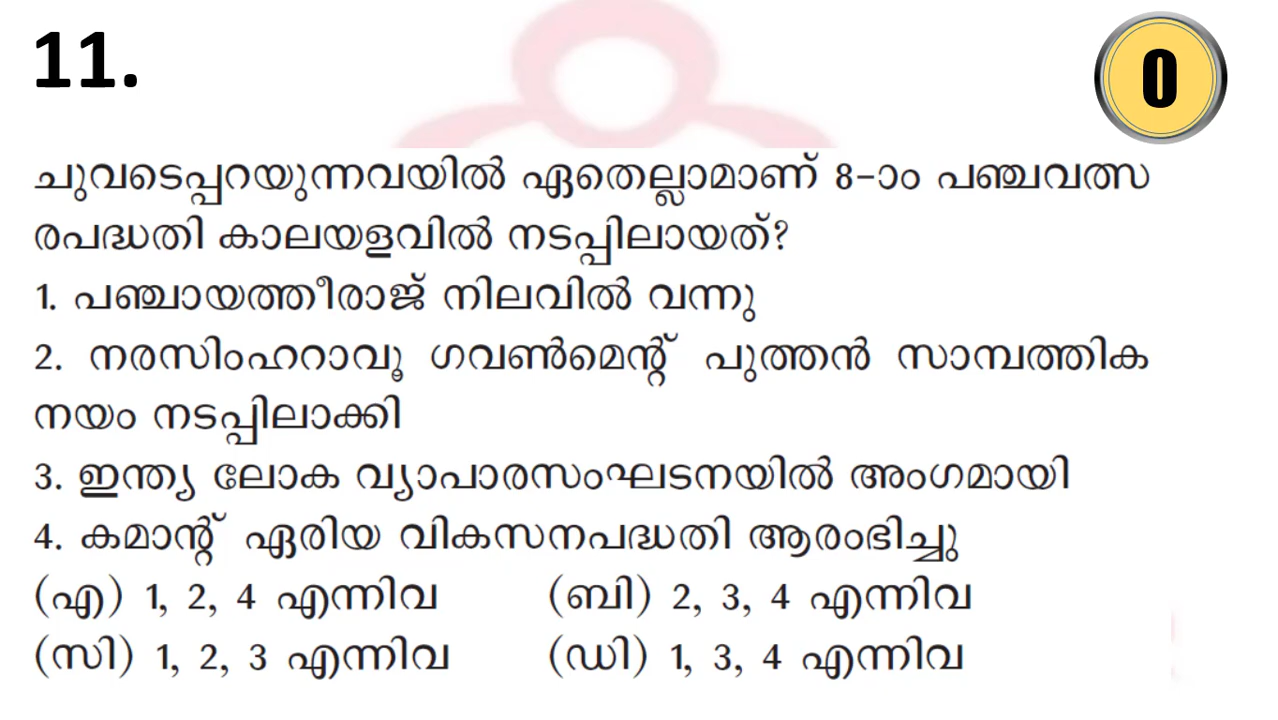 11.
0
ചുവടെപ്പറയുന്നവയിൽ ഏതെല്ലാമാണ് 8-ാം പഞ്ചവത്സ
രപദ്ധതി കാലയളവിൽ നടപ്പിലായത്?
1. പഞ്ചായത്തീരാജ് നിലവിൽ വന്നു
2. നരസിംഹറാവൂ ഗവൺമെന്റ് പുത്തൻ സാമ്പത്തിക
നയം നടപ്പിലാക്കി
3. ഇന്ത്യ ലോക വ്യാപാരസംഘടനയിൽ അംഗമായി
4. കമാന്റ് ഏരിയ വികസനപദ്ധതി ആരംഭിച്ചു
(എ) 1, 2, 4 എന്നിവ (ബി) 2, 3, 4 എന്നിവ
(സി) 1, 2, 3 എന്നിവ (ഡി) 1, 3, 4 എന്നിവ